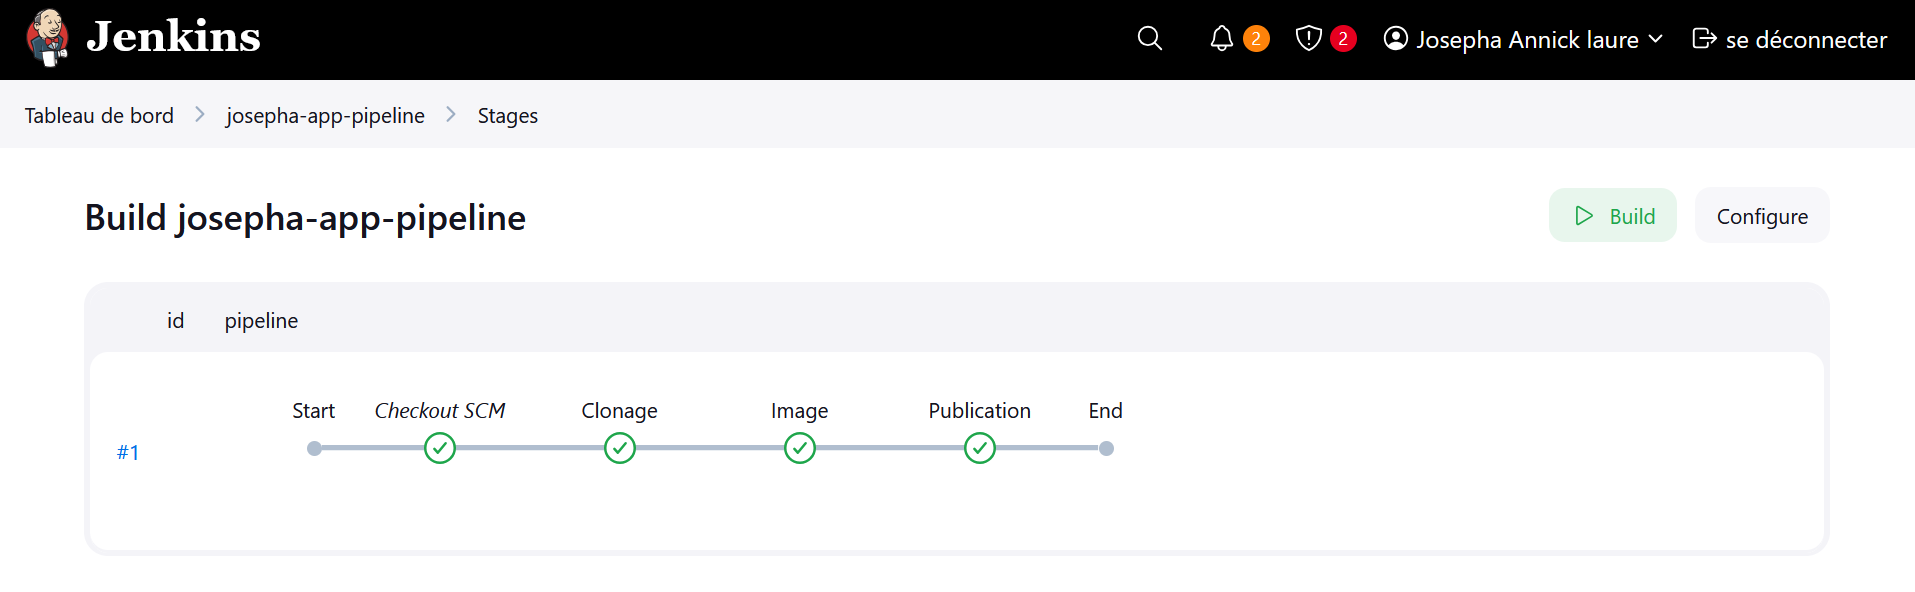 Jenkins
2
2
Josepha Annick laure
se déconnecter
Tableau de bord
josepha-app-pipeline
Stages
Build josepha-app-pipeline
Build
Configure
id
pipeline
Start
Checkout SCM
Clonage
Image
Publication
End
#1